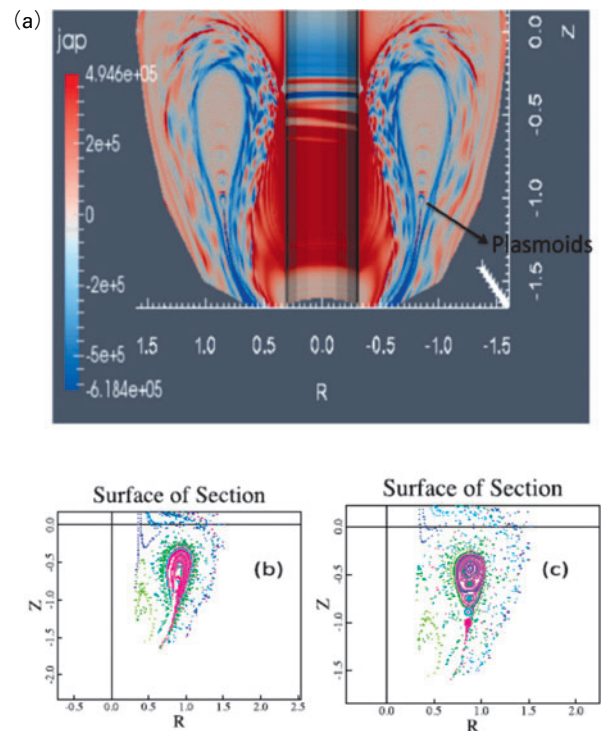 (a)
jap
4.946e+05
2e+5
0
-2e+5
-5e+5
-6.184e+05
0.0
-0.5
-1.0
-1.5
Z
Plasmoids
1.5 1.0 0.5 0.0 -0.5 -1.0 -1.5
R
Surface of Section
(b)
0.0
-0.5
-1.0
-1.5
-2.0
Z
-0.5 0.0 0.5 1.0 1.5 2.0 2.5
R
Surface of Section
(c)
0.0
-0.5
-1.0
-1.5
Z
0.0 0.5 1.0 1.5 2.0
R